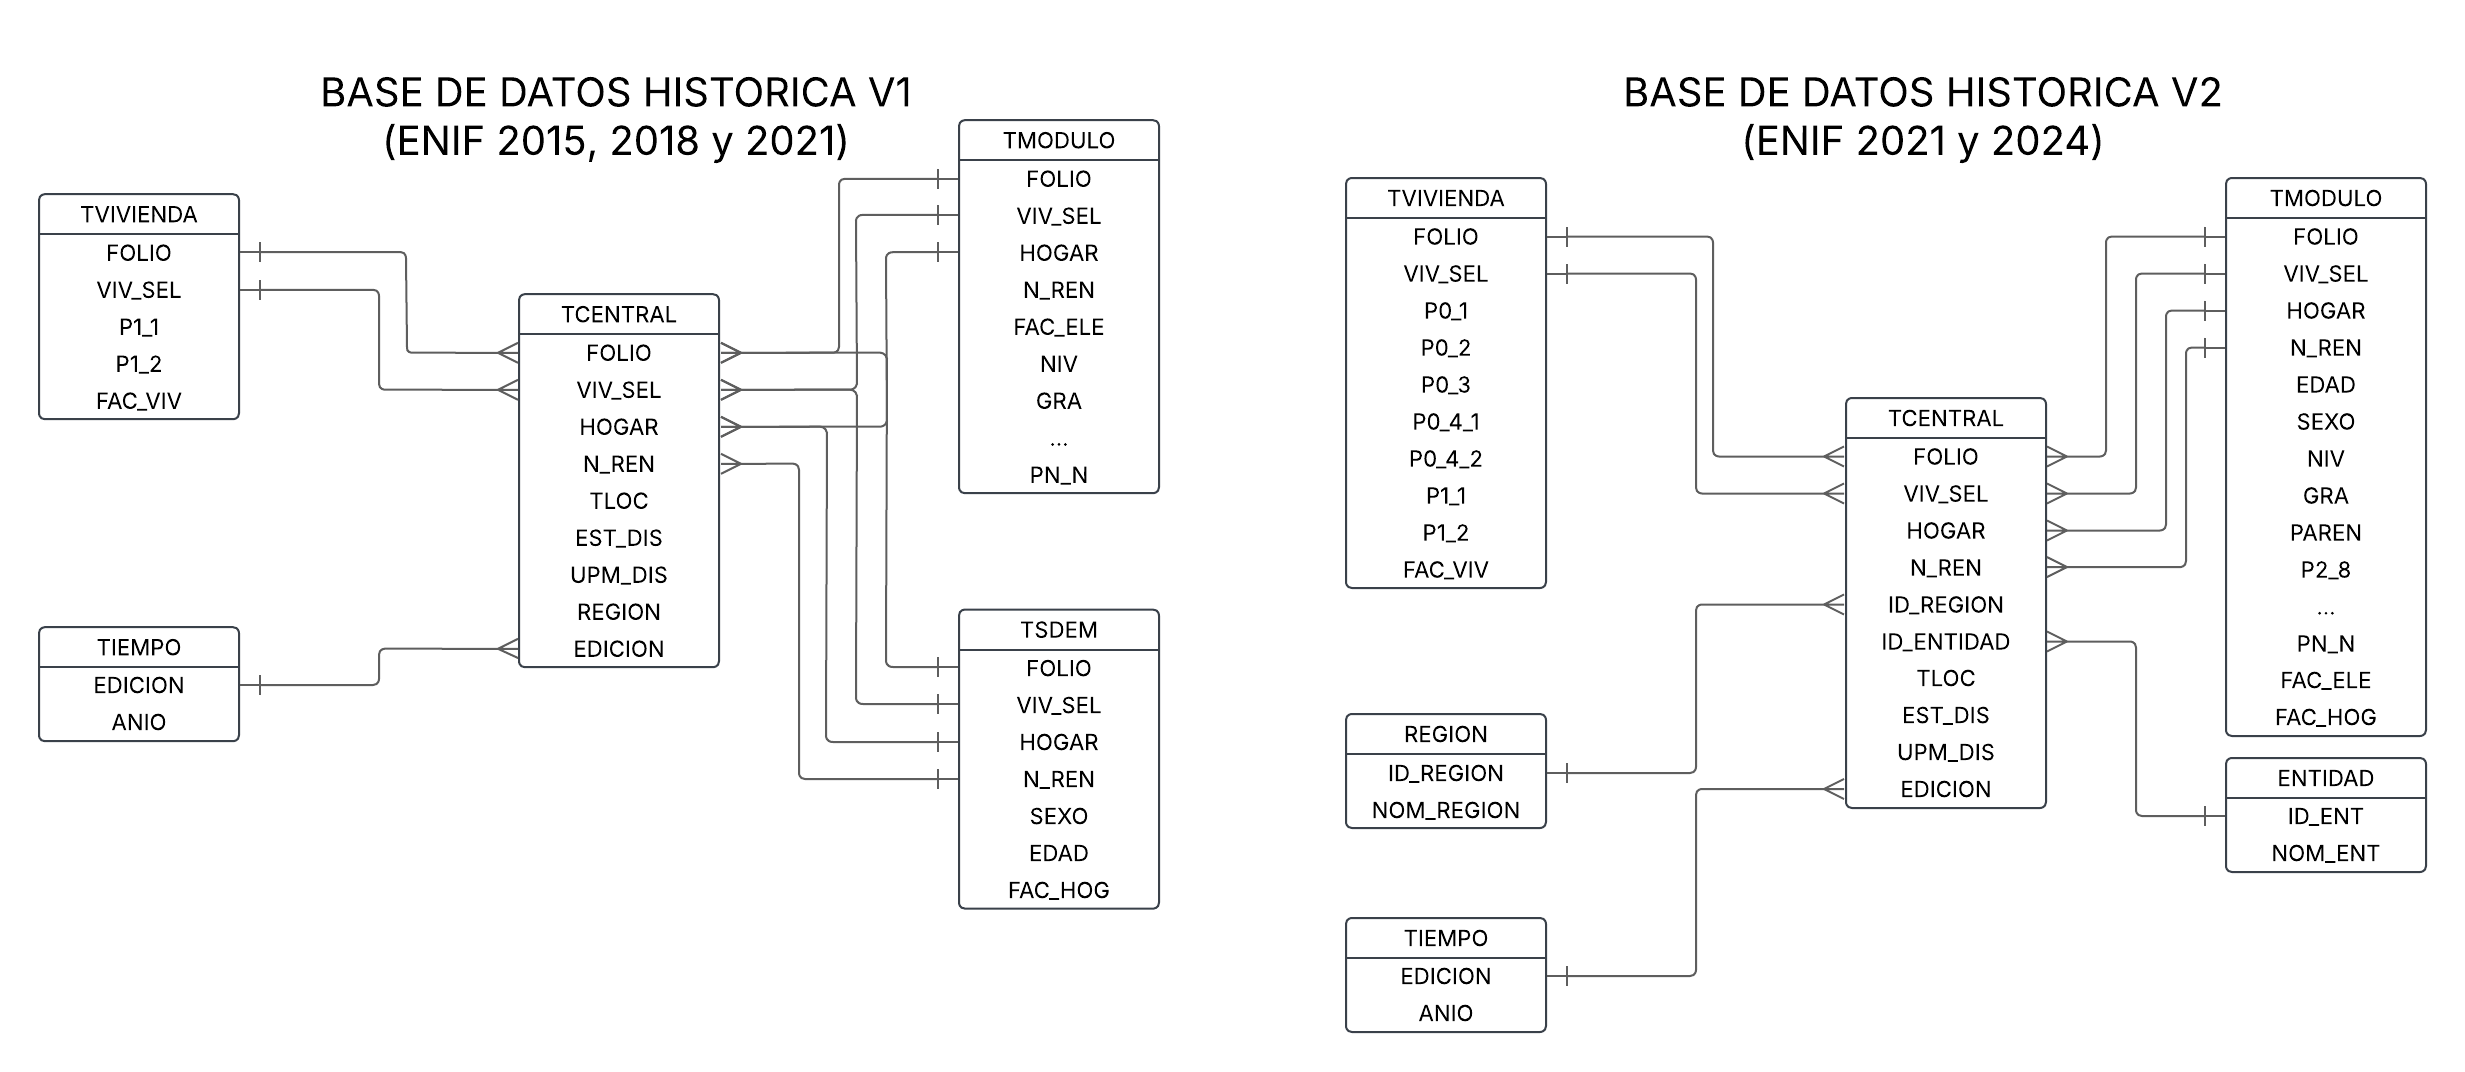 BASE DE DATOS HISTORICA V1
(ENIF 2015, 2018 y 2021)
TVIVIENDA
FOLIO
VIV_SEL
P1_1
P1_2
FAC_VIV
TIEMPO
EDICION
ANIO
TCENTRAL
FOLIO
VIV_SEL
HOGAR
N_REN
TLOC
EST_DIS
UPM_DIS
REGION
EDICION
TMODULO
FOLIO
VIV_SEL
HOGAR
N_REN
FAC_ELE
NIV
GRA
...
PN_N
TSDEM
FOLIO
VIV_SEL
HOGAR
N_REN
SEXO
EDAD
FAC_HOG
BASE DE DATOS HISTORICA V2
(ENIF 2021 y 2024)
TVIVIENDA
FOLIO
VIV_SEL
P0_1
P0_2
P0_3
P0_4_1
P0_4_2
P1_1
P1_2
FAC_VIV
REGION
ID_REGION
NOM_REGION
TIEMPO
EDICION
ANIO
TCENTRAL
FOLIO
VIV_SEL
HOGAR
N_REN
ID_REGION
ID_ENTIDAD
TLOC
EST_DIS
UPM_DIS
EDICION
TMODULO
FOLIO
VIV_SEL
HOGAR
N_REN
EDAD
SEXO
NIV
GRA
PAREN
P2_8
...
PN_N
FAC_ELE
FAC_HOG
ENTIDAD
ID_ENT
NOM_ENT